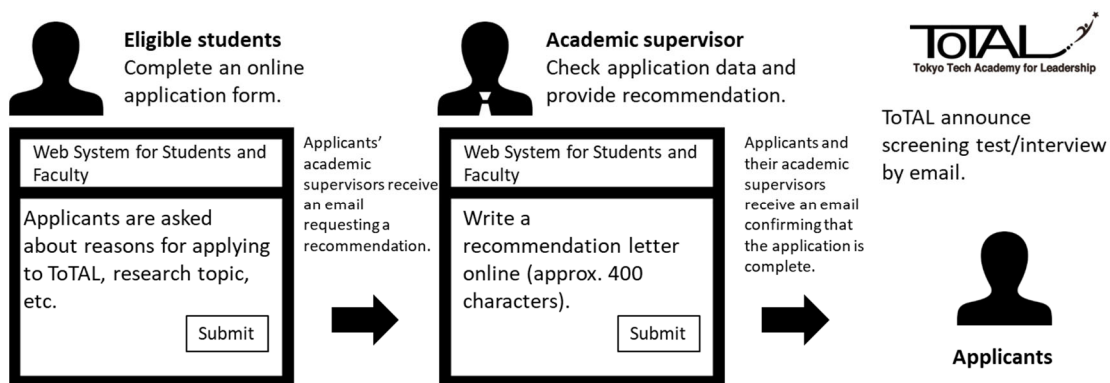 Eligible students
Complete an online
application form.
Web System for Students and
Faculty
Applicants are asked
about reasons for applying
to ToTAL, research topic,
etc.
Submit
Applicants’
academic
supervisors receive
an email
requesting a
recommendation.
Academic supervisor
Check application data and
provide recommendation.
Web System for Students and
Faculty
Write a
recommendation letter
online (approx. 400
characters).
Submit
Applicants and
their academic
supervisors
receive an email
confirming that
the application is
complete.
ToTAL
Tokyo Tech Academy for Leadership
ToTAL announce
screening test/interview
by email.
Applicants